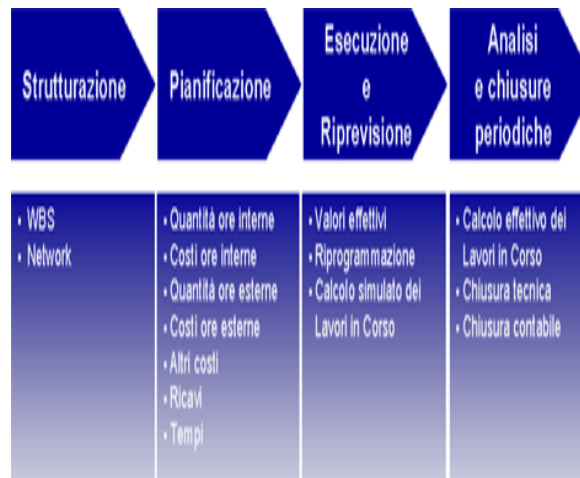 Strutturazione
Pianificazione
Esecuzione
e
Riprevisione
Analisi
e chiusure
periodiche
- WBS
- Network
- Quantità ore interne
- Costi ore interne
- Quantità ore esterne
- Costi ore esterne
- Altri costi
- Ricavi
- Tempi
- Valori effettivi
- Riprogrammazione
- Calcolo simulato dei
Lavori in Corso
- Calcolo effettivo dei
Lavori in Corso
- Chiusura tecnica
- Chiusura contabile